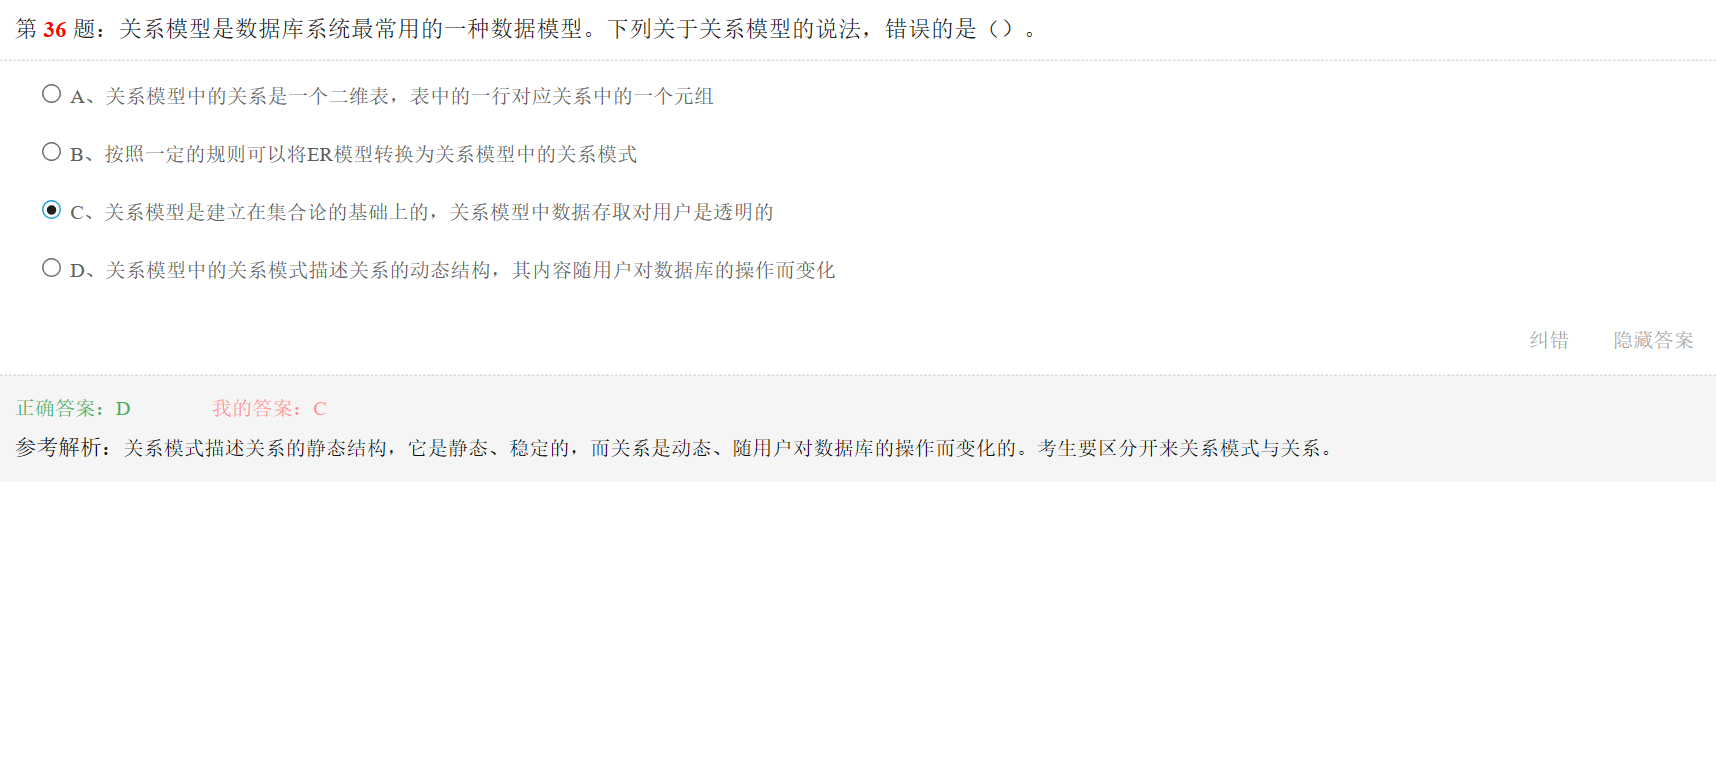 第 36 题：关系模型是数据库系统最常用的一种数据模型。下列关于关系模型的说法，错误的是（）。
A、关系模型中的关系是一个二维表，表中的一行对应关系中的一个元组
B、按照一定的规则可以将ER模型转换为关系模型中的关系模式
C、关系模型是建立在集合论的基础上的，关系模型中数据存取对用户是透明的
D、关系模型中的关系模式描述关系的动态结构，其内容随用户对数据库的操作而变化
纠错 隐藏答案
正确答案：D 我的答案：C
参考解析：关系模式描述关系的静态结构，它是静态、稳定的，而关系是动态、随用户对数据库的操作而变化的。考生要区分开来关系模式与关系。